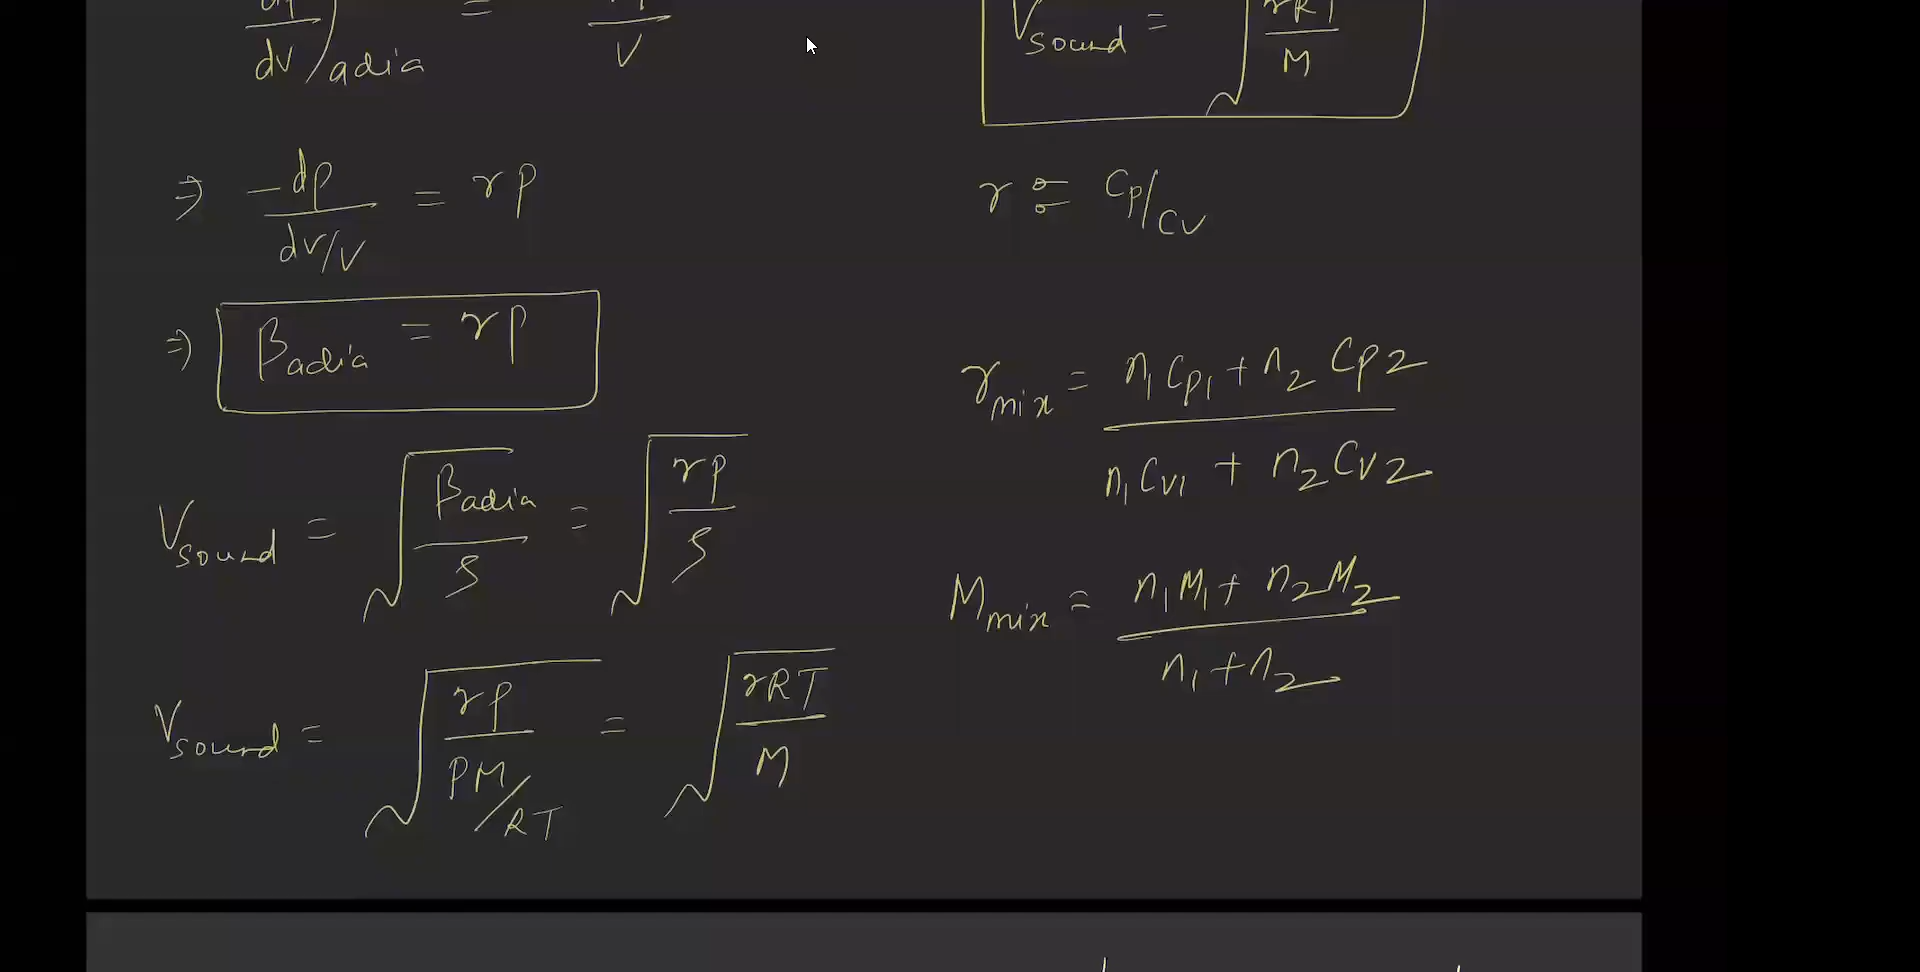 dv)adia = V
⇒ -dp / dv/V = γP
⇒ βadia = γP
Vsound = √(βadia / ρ) = √(γP / ρ)
Vsound = √(γP / PM/RT) = √(γRT / M)
Vsound = √(γRT / M)
γ = Cp/Cv
γmix = n₁Cp₁ + n₂Cp₂ / n₁Cv₁ + n₂Cv₂
Mmix = n₁M₁ + n₂M₂ / n₁+n₂